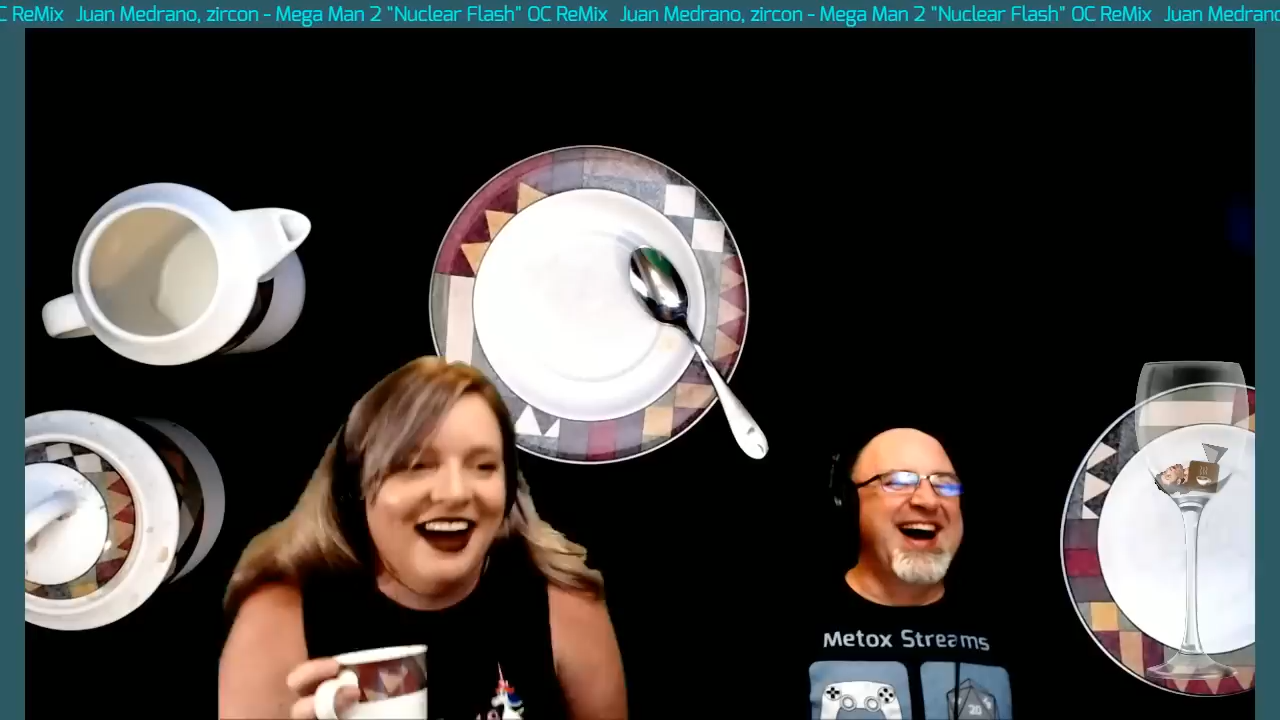 C ReMix Juan Medrano, zircon - Mega Man 2 "Nuclear Flash" OC ReMix Juan Medrano, zircon - Mega Man 2 "Nuclear Flash" OC ReMix Juan Medrano
Metox Streams
20